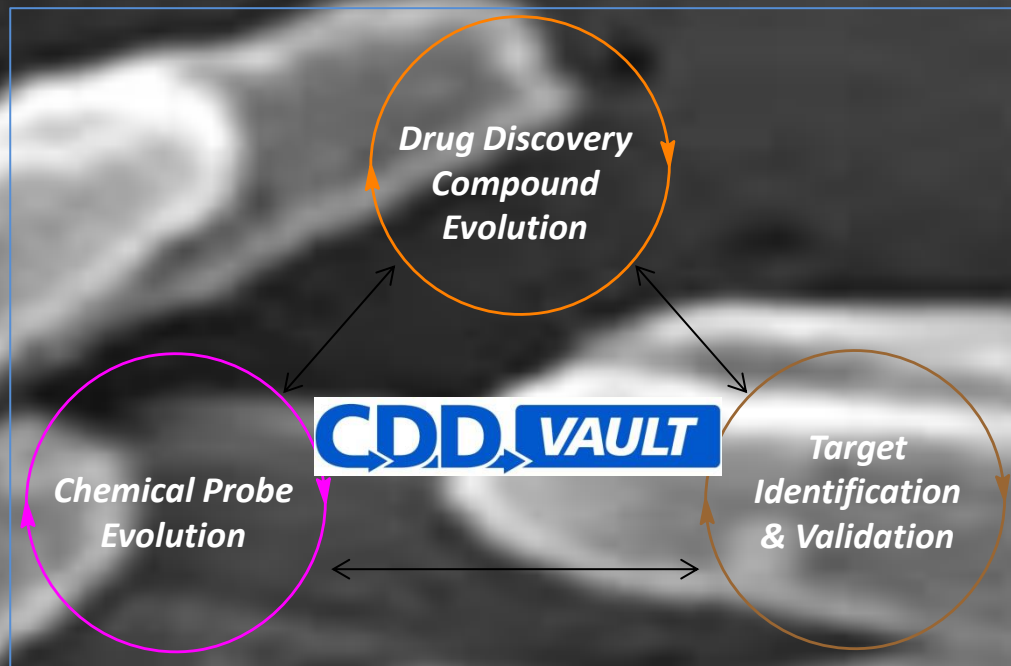 Drug Discovery
Compound
Evolution
CDD VAULT
Chemical Probe
Evolution
Target
Identification
& Validation